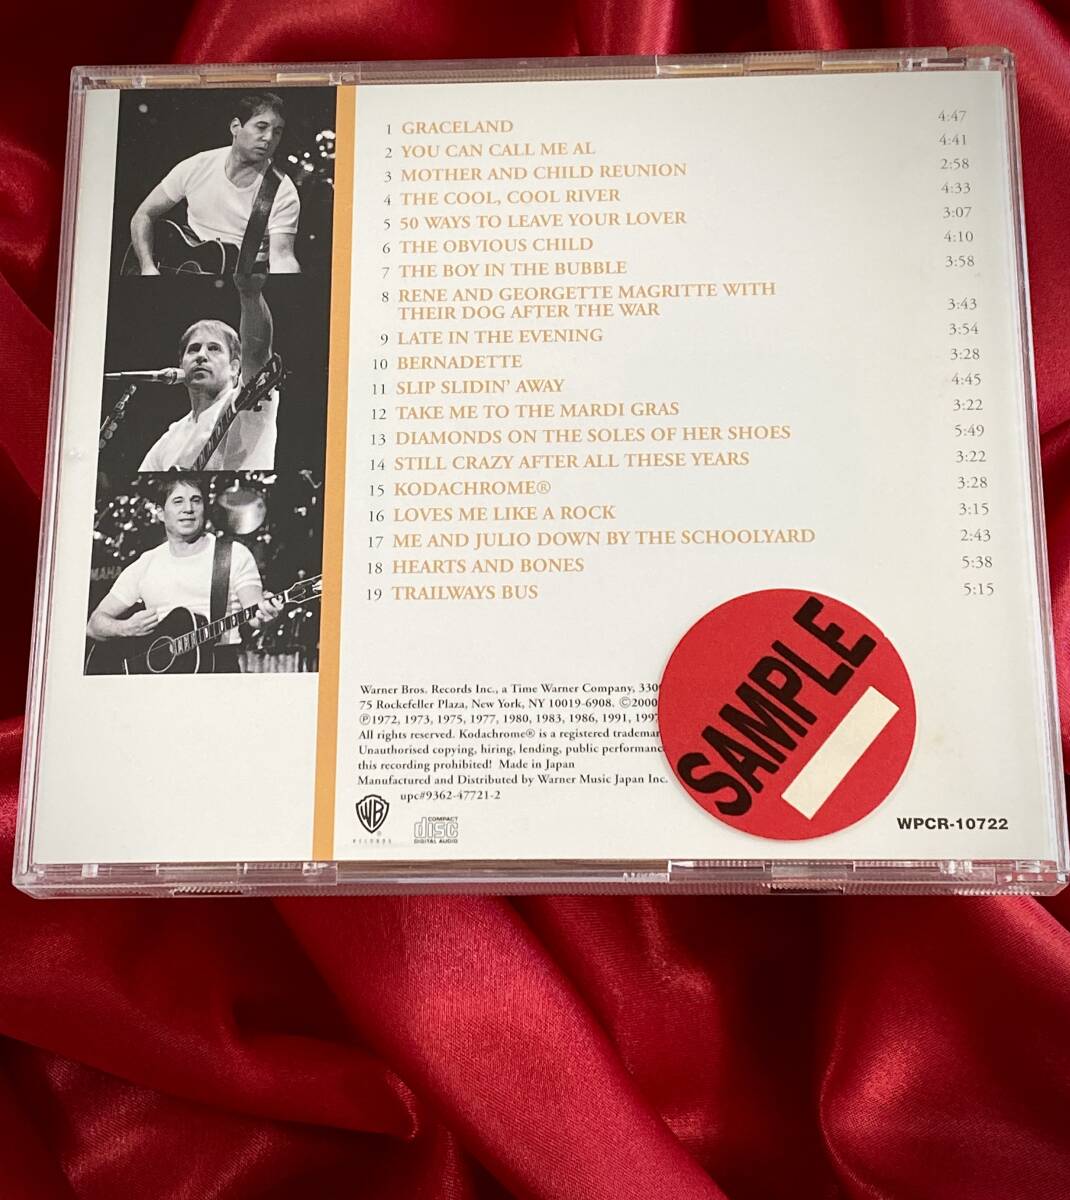 1 GRACELAND 4:47
2 YOU CAN CALL ME AL 4:41
3 MOTHER AND CHILD REUNION 2:58
4 THE COOL, COOL RIVER 4:33
5 50 WAYS TO LEAVE YOUR LOVER 3:07
6 THE OBVIOUS CHILD 4:10
7 THE BOY IN THE BUBBLE 3:58
8 RENE AND GEORGETTE MAGRITTE WITH
THEIR DOG AFTER THE WAR 3:43
9 LATE IN THE EVENING 3:54
10 BERNADETTE 3:28
11 SLIP SLIDIN' AWAY 4:45
12 TAKE ME TO THE MARDI GRAS 3:22
13 DIAMONDS ON THE SOLES OF HER SHOES 5:49
14 STILL CRAZY AFTER ALL THESE YEARS 3:22
15 KODACHROME® 3:28
16 LOVES ME LIKE A ROCK 3:15
17 ME AND JULIO DOWN BY THE SCHOOLYARD 2:43
18 HEARTS AND BONES 5:38
19 TRAILWAYS BUS 5:15
Warner Bros. Records Inc., a Time Warner Company,
75 Rockefeller Plaza, New York, NY 10019-6908. ©2000
℗1972, 1973, 1975, 1977, 1980, 1983, 1986, 1991, 1997
All rights reserved. Kodachrome® is a registered
Unauthorised copying, hiring, lending, public
this recording prohibited! Made in Japan
Manufactured and Distributed by Warner Music Japan Inc.
upc#9362-47721-2
WB
®
RECORDS
COMPACT
disc
DIGITAL AUDIO
SAMPLE
WPCR-10722